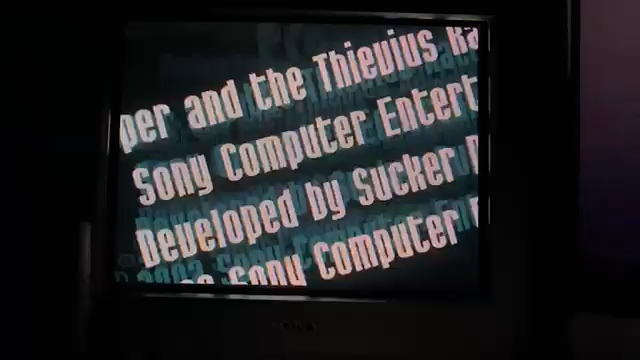 per and the Thievius Ra
Sony Computer Entert
Developed by Sucker P
Sony Computer E